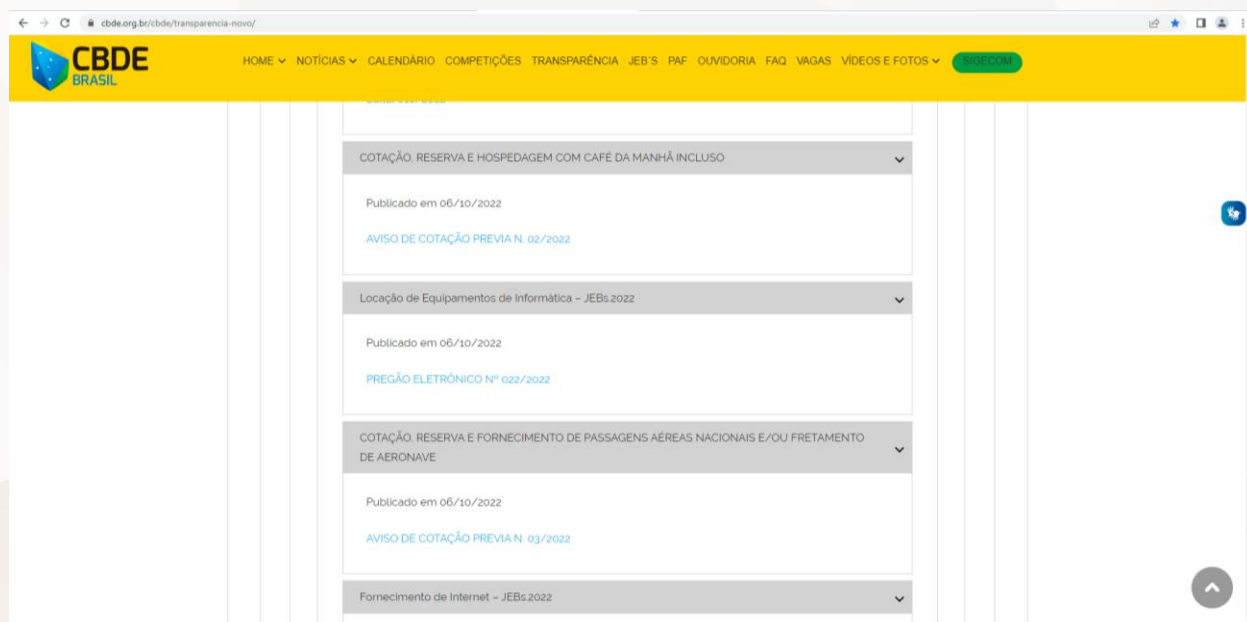 cbde.org.br/cbde/transparencia-novo/
CBDE
BRASIL
HOME NOTÍCIAS CALENDÁRIO COMPETIÇÕES TRANSPARÊNCIA JEB'S PAF OUVIDORIA FAQ VAGAS VÍDEOS E FOTOS SIGECOM
COTAÇÃO, RESERVA E HOSPEDAGEM COM CAFÉ DA MANHÃ INCLUSO
Publicado em 06/10/2022
AVISO DE COTAÇÃO PREVIA N. 02/2022
Locação de Equipamentos de Informática – JEBs.2022
Publicado em 06/10/2022
PREGÃO ELETRÔNICO Nº 022/2022
COTAÇÃO, RESERVA E FORNECIMENTO DE PASSAGENS AÉREAS NACIONAIS E/OU FRETAMENTO
DE AERONAVE
Publicado em 06/10/2022
AVISO DE COTAÇÃO PREVIA N. 03/2022
Fornecimento de Internet – JEBs.2022